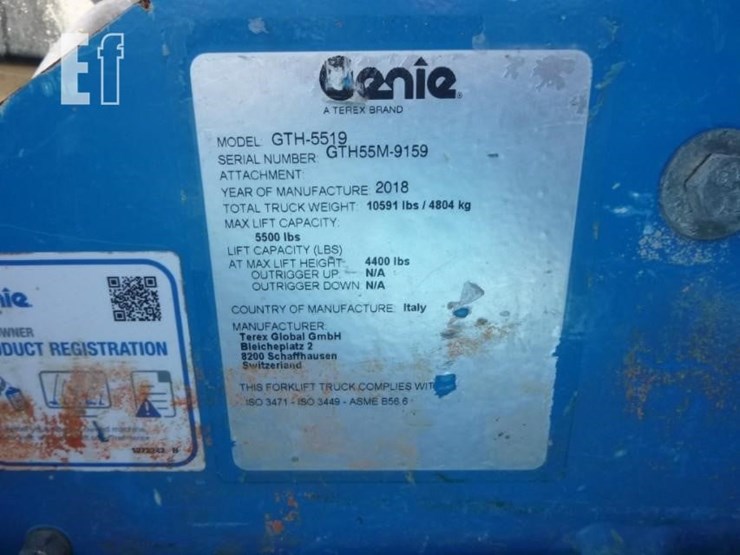 Ef
Genie
A TEREX BRAND
MODEL: GTH-5519
SERIAL NUMBER: GTH55M-9159
ATTACHMENT:
YEAR OF MANUFACTURE: 2018
TOTAL TRUCK WEIGHT: 10591 lbs / 4804 kg
MAX LIFT CAPACITY:
5500 lbs
LIFT CAPACITY (LBS)
AT MAX LIFT HEIGHT: 4400 lbs
OUTRIGGER UP: N/A
OUTRIGGER DOWN: N/A
COUNTRY OF MANUFACTURE: Italy
MANUFACTURER:
Terex Global GmbH
Bleicheplatz 2
8200 Schaffhausen
Switzerland
THIS FORKLIFT TRUCK COMPLIES WIT
ISO 3471 - ISO 3449 - ASME B56.6
nie
WNER
DUCT REGISTRATION